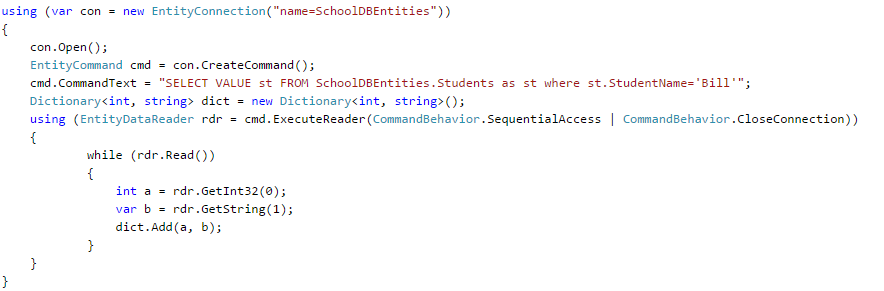 using (var con = new EntityConnection("name=SchoolDBEntities"))
{
    con.Open();
    EntityCommand cmd = con.CreateCommand();
    cmd.CommandText = "SELECT VALUE st FROM SchoolDBEntities.Students as st where st.StudentName='Bill'";
    Dictionary<int, string> dict = new Dictionary<int, string>();
    using (EntityDataReader rdr = cmd.ExecuteReader(CommandBehavior.SequentialAccess | CommandBehavior.CloseConnection))
    {
            while (rdr.Read())
            {
                int a = rdr.GetInt32(0);
                var b = rdr.GetString(1);
                dict.Add(a, b);
            }
    }
}